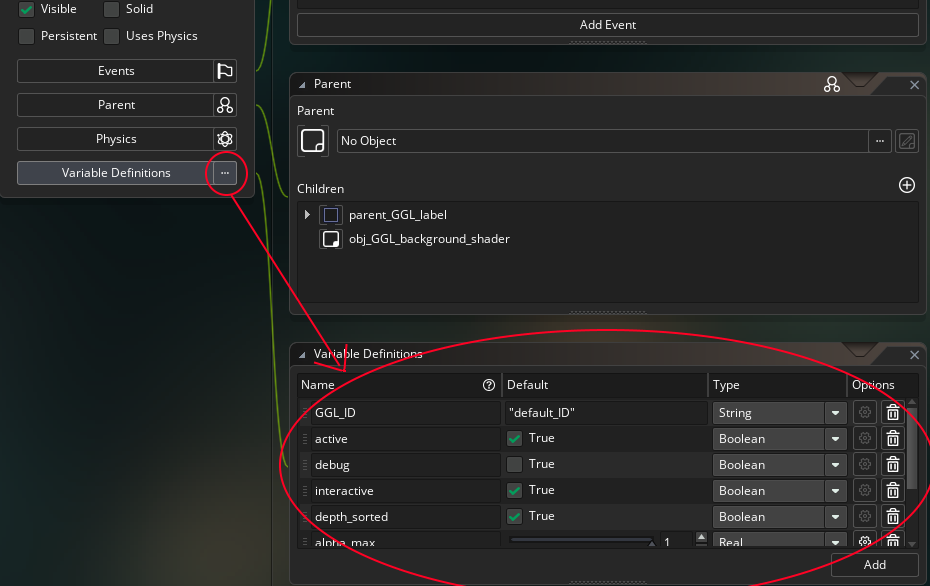 Visible Solid
Persistent Uses Physics
Events
Parent
Physics
Variable Definitions ...
Add Event
Parent
Parent
No Object ...
Children
parent_GGL_label
obj_GGL_background_shader
Variable Definitions
Name Default Type Options
GGL_ID "default_ID" String
active True Boolean
debug True Boolean
interactive True Boolean
depth_sorted True Boolean
alpha_max 1 Real
Add